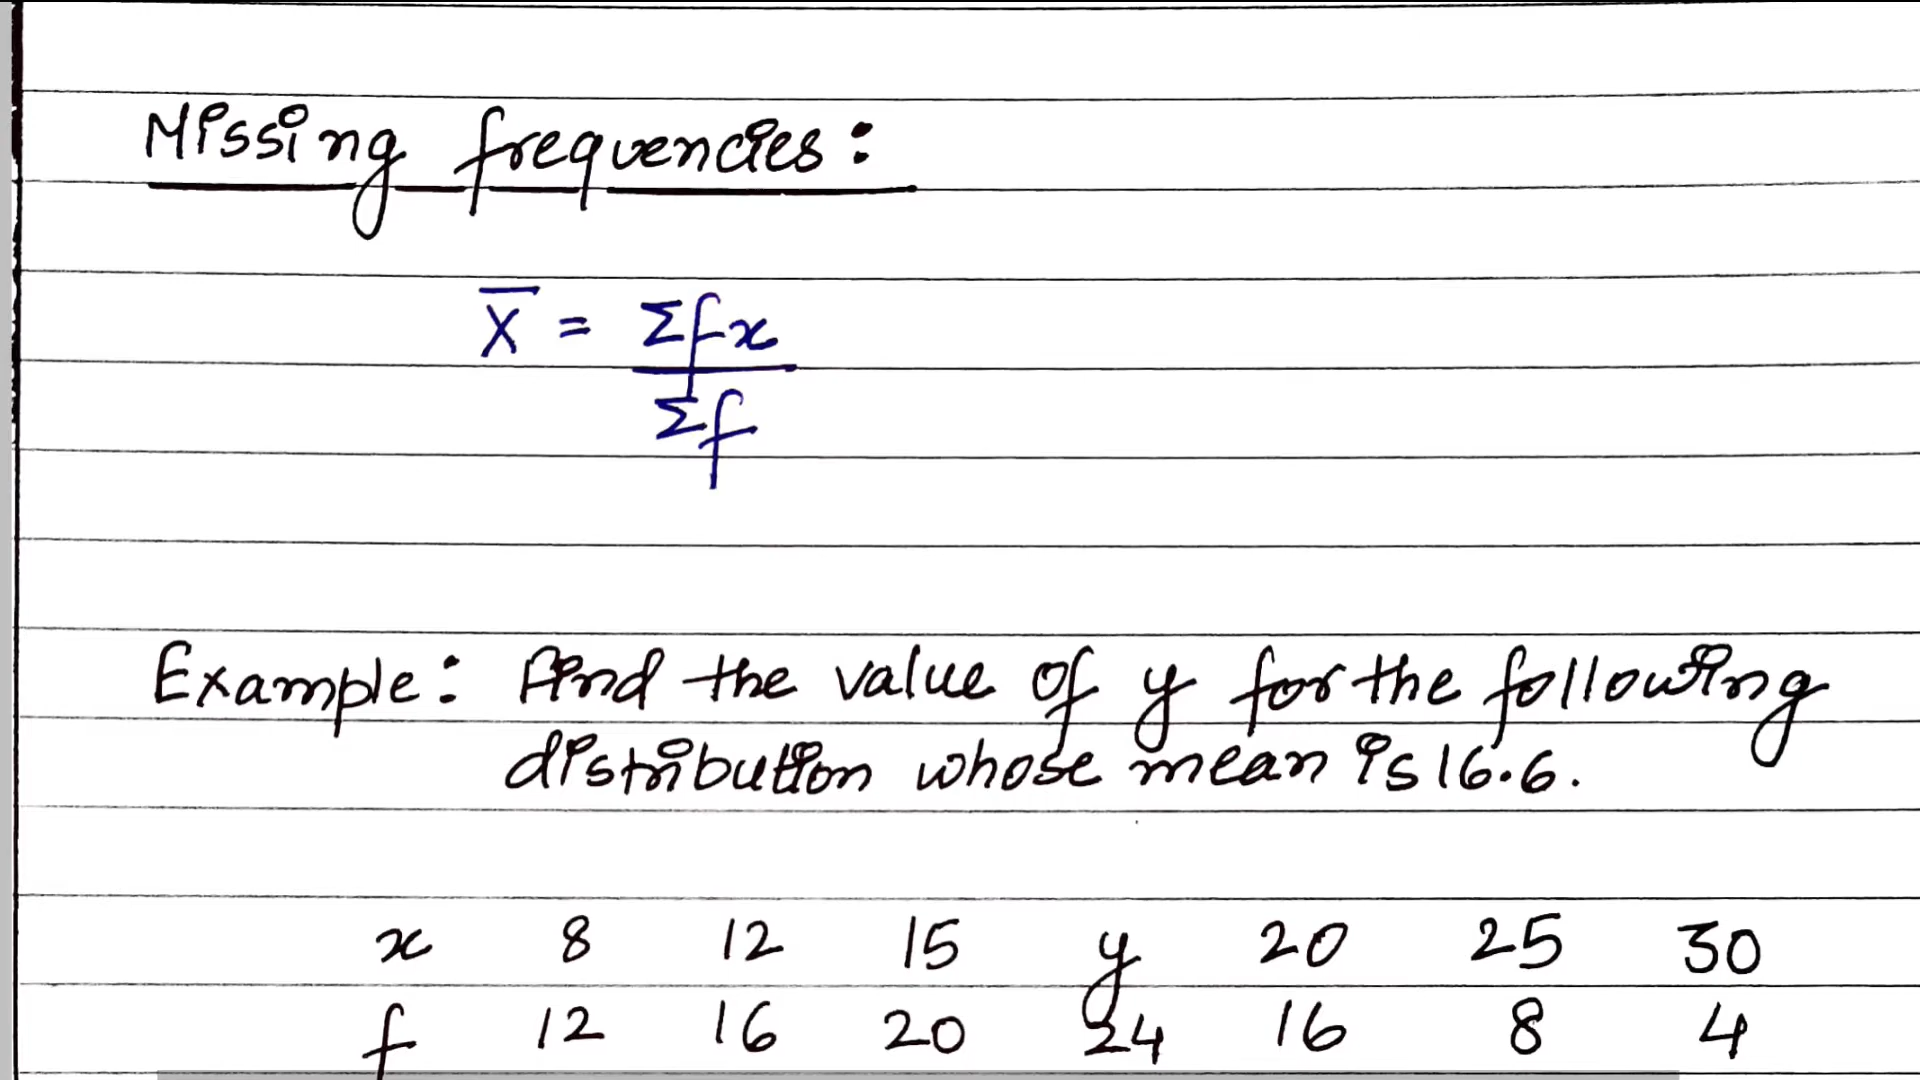 Missing frequencies:
X̄ = Σfx
Σf
Example: Find the value of y for the following
distribution whose mean is 16.6.
x 8 12 15 y 20 25 30
f 12 16 20 24 16 8 4